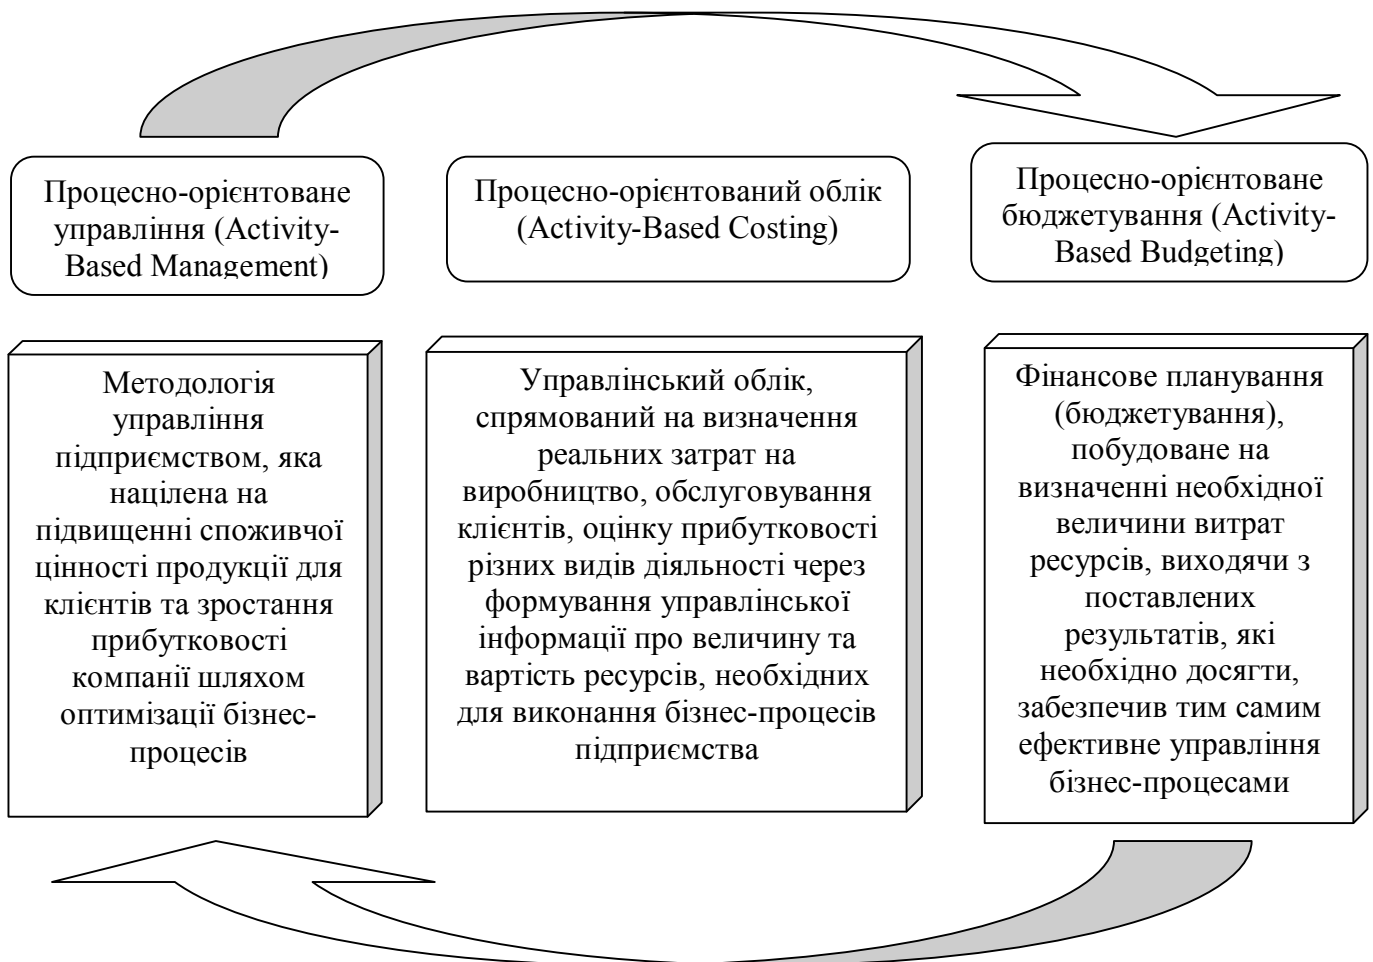 Процесно-орієнтоване
управління (Activity-
Based Management)
Процесно-орієнтований облік
(Activity-Based Costing)
Процесно-орієнтоване
бюджетування (Activity-
Based Budgeting)
Методологія
управління
підприємством, яка
націлена на
підвищенні споживчої
цінності продукції для
клієнтів та зростання
прибутковості
компанії шляхом
оптимізації бізнес-
процесів
Управлінський облік,
спрямований на визначення
реальних затрат на
виробництво, обслуговування
клієнтів, оцінку прибутковості
різних видів діяльності через
формування управлінської
інформації про величину та
вартість ресурсів, необхідних
для виконання бізнес-процесів
підприємства
Фінансове планування
(бюджетування),
побудоване на
визначенні необхідної
величини витрат
ресурсів, виходячи з
поставлених
результатів, які
необхідно досягти,
забезпечив тим самим
ефективне управління
бізнес-процесами